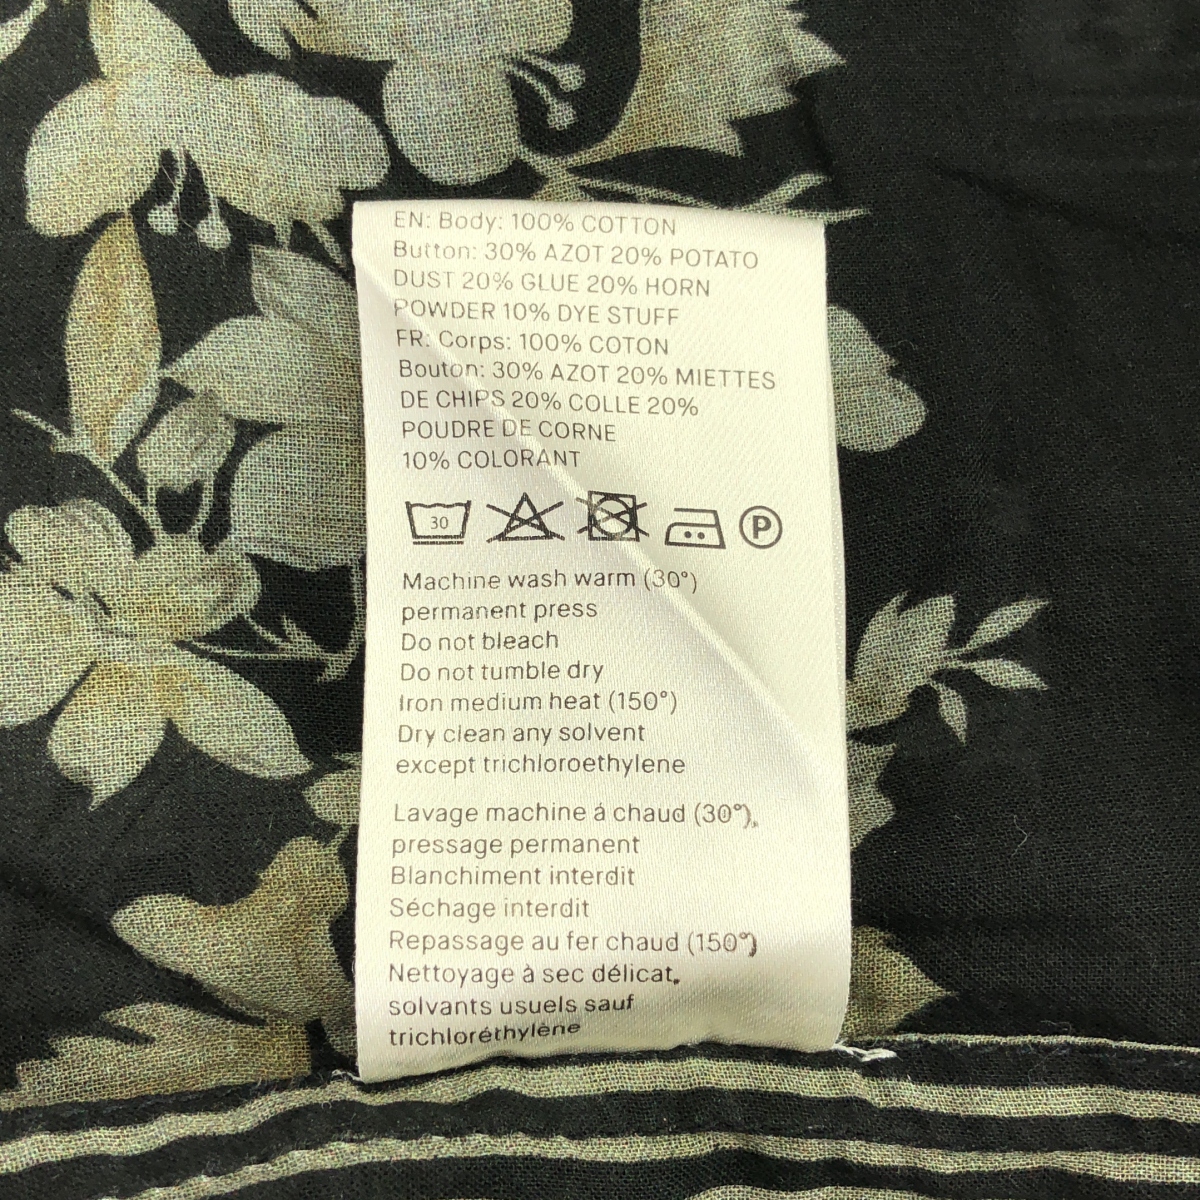 EN: Body: 100% COTTON
Button: 30% AZOT 20% POTATO
DUST 20% GLUE 20% HORN
POWDER 10% DYE STUFF
FR: Corps: 100% COTON
Bouton: 30% AZOT 20% MIETTES
DE CHIPS 20% COLLE 20%
POUDRE DE CORNE
10% COLORANT
30 P
Machine wash warm (30°)
permanent press
Do not bleach
Do not tumble dry
Iron medium heat (150°)
Dry clean any solvent
except trichloroethylene
Lavage machine á chaud (30°),
pressage permanent
Blanchiment interdit
Séchage interdit
Repassage au fer chaud (150°)
Nettoyage à sec délicat,
solvants usuels sauf
trichloréthylène